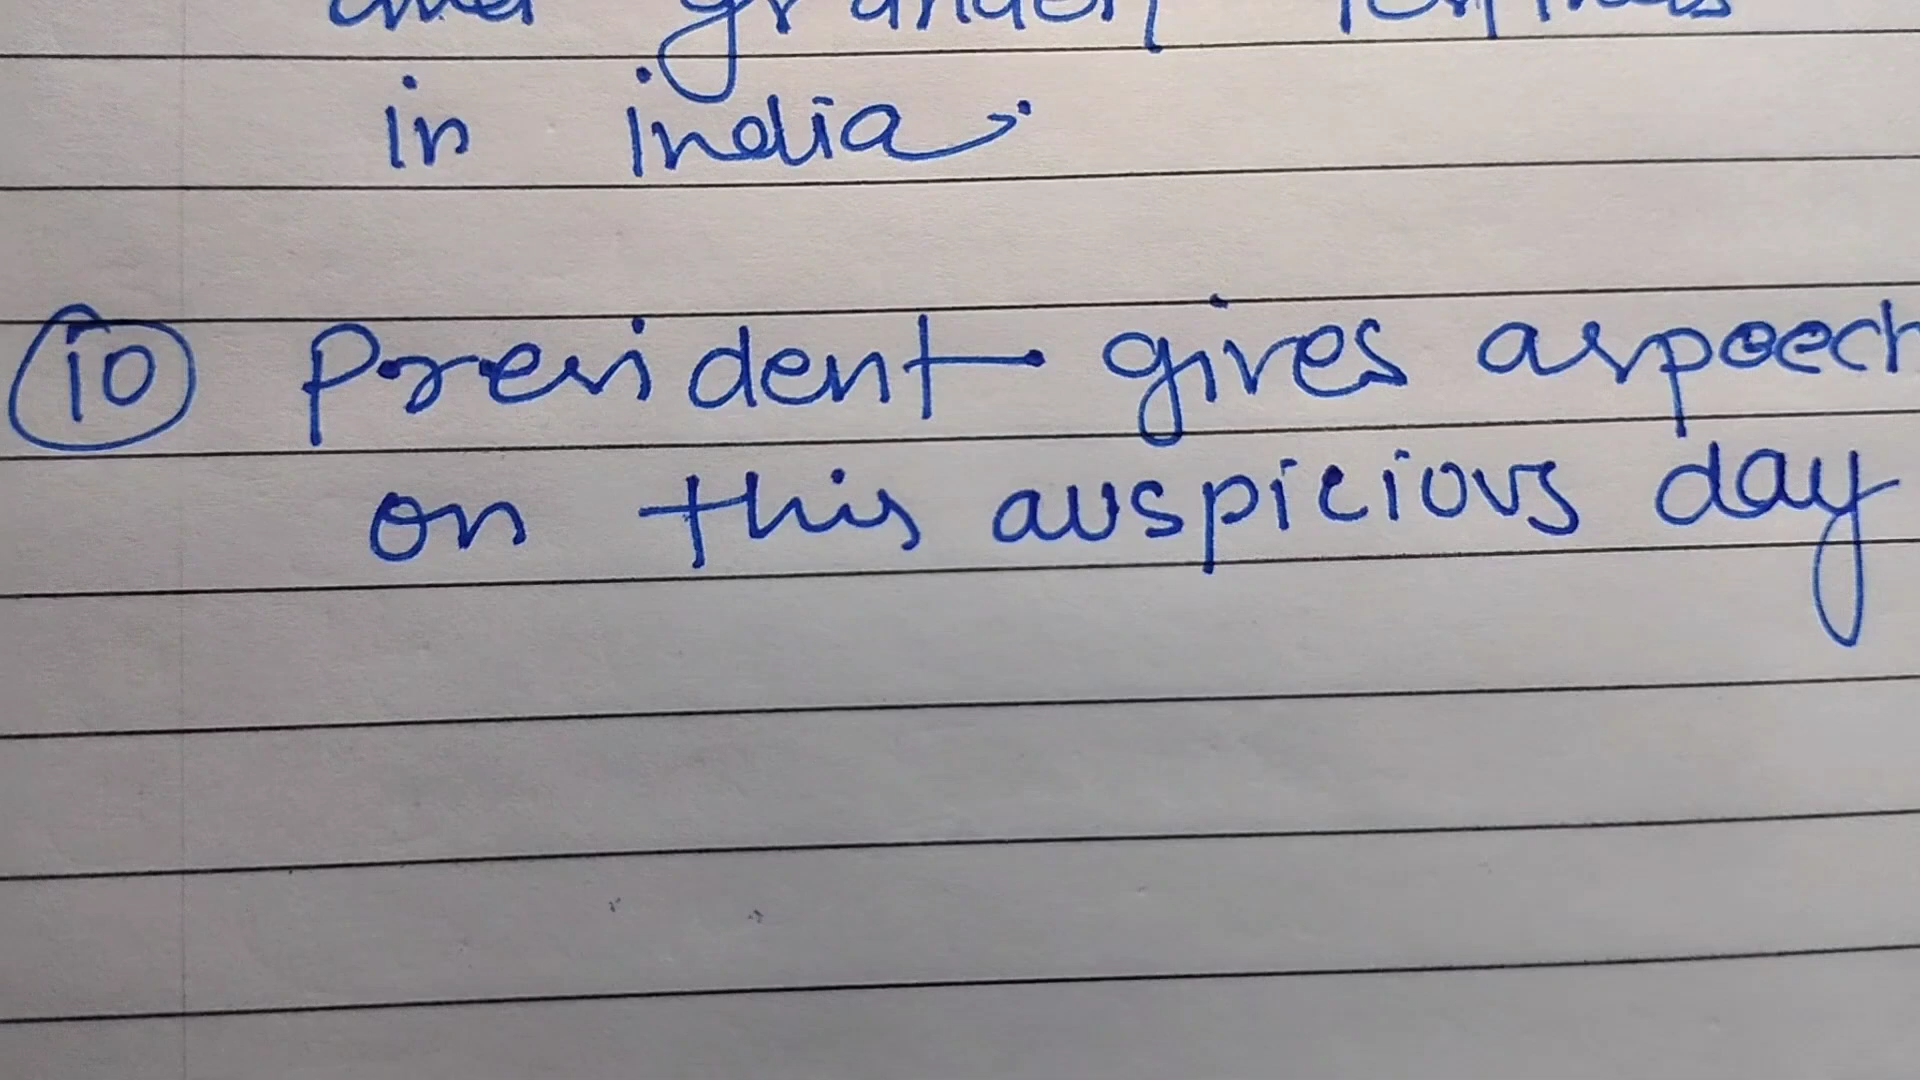 in india.
10 President gives a speech
on this auspicious day